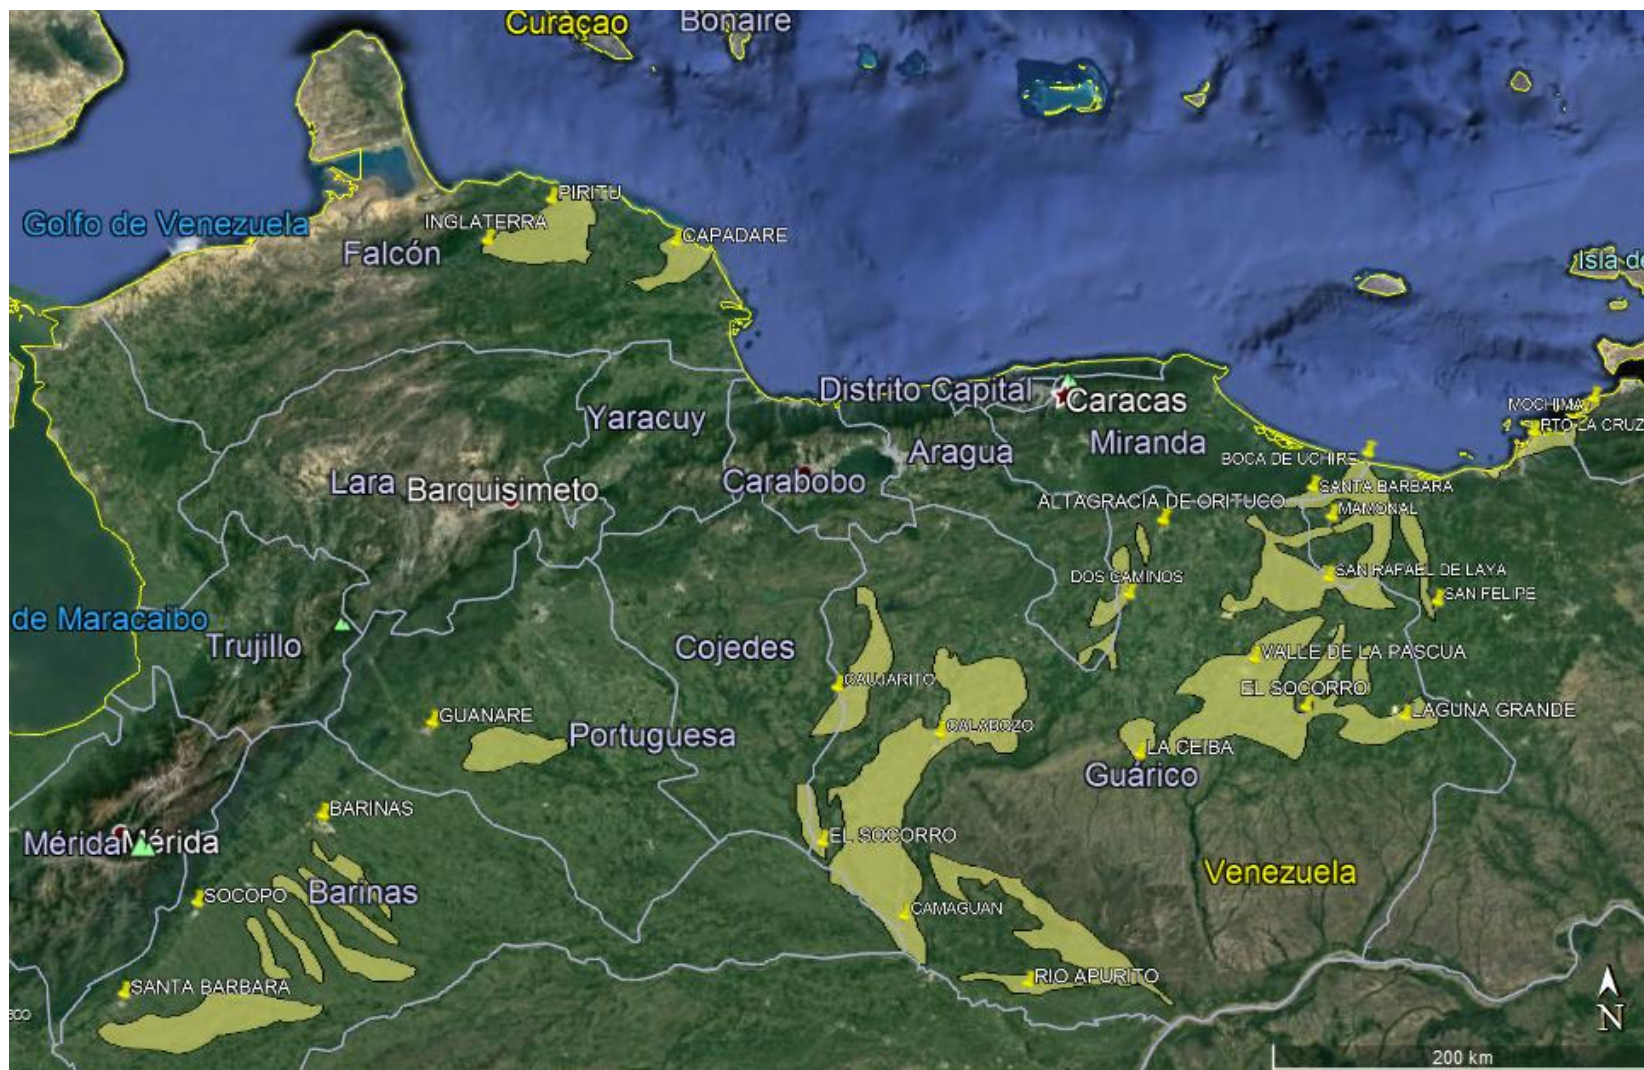 Curaçao
Bonaire
PIRITU
INGLATERRA
Golfo de Venezuela
CAPADARE
Falcón
Isla de
Distrito Capital
Caracas
MOCHIMA
Yaracuy
PTO LA CRUZ
Aragua
Miranda
BOCA DE UCHIRE
Lara
Barquisimeto
Carabobo
SANTA BARBARA
ALTAGRACIA DE ORITUCO
MAMONAL
DOS CAMINOS
SAN RAFAEL DE LAYA
SAN FELIPE
de Maracaibo
Trujillo
Cojedes
VALLE DE LA PASCUA
CAUJARITO
EL SOCORRO
GUANARE
LAGUNA GRANDE
Portuguesa
CALABOZO
LA CEIBA
Guárico
BARINAS
EL SOCORRO
Mérida
Mérida
Venezuela
SOCOPO
Barinas
CAMAGUAN
RIO APURITO
SANTA BARBARA
N
200 km